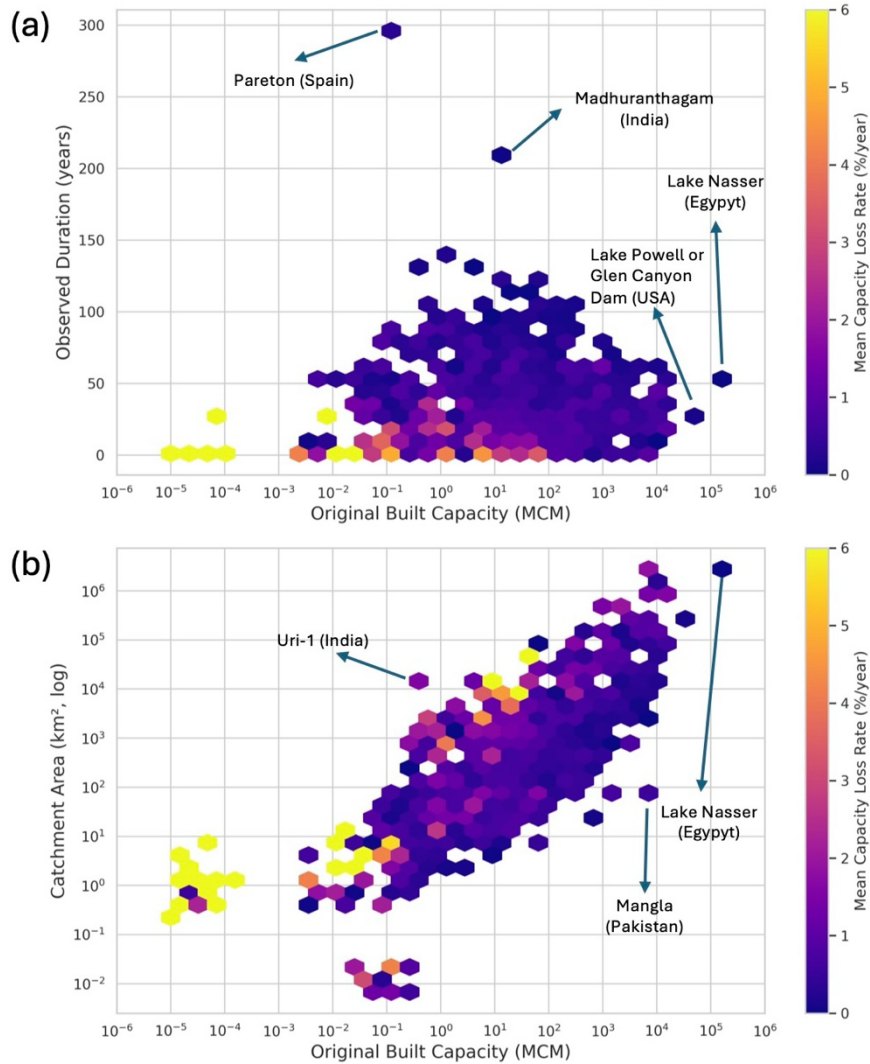 (a)
300
250
200
150
100
50
0
Observed Duration (years)
Pareton (Spain)
Madhuranthagam
(India)
Lake Nasser
(Egypyt)
Lake Powell or
Glen Canyon
Dam (USA)
10⁻⁶ 10⁻⁵ 10⁻⁴ 10⁻³ 10⁻² 10⁻¹ 10⁰ 10¹ 10² 10³ 10⁴ 10⁵ 10⁶
Original Built Capacity (MCM)
6
5
4
3
2
1
0
Mean Capacity Loss Rate (%/year)
(b)
10⁶
10⁵
10⁴
10³
10²
10¹
10⁰
10⁻¹
10⁻²
Catchment Area (km², log)
Uri-1 (India)
Lake Nasser
(Egypyt)
Mangla
(Pakistan)
10⁻⁶ 10⁻⁵ 10⁻⁴ 10⁻³ 10⁻² 10⁻¹ 10⁰ 10¹ 10² 10³ 10⁴ 10⁵ 10⁶
Original Built Capacity (MCM)
6
5
4
3
2
1
0
Mean Capacity Loss Rate (%/year)